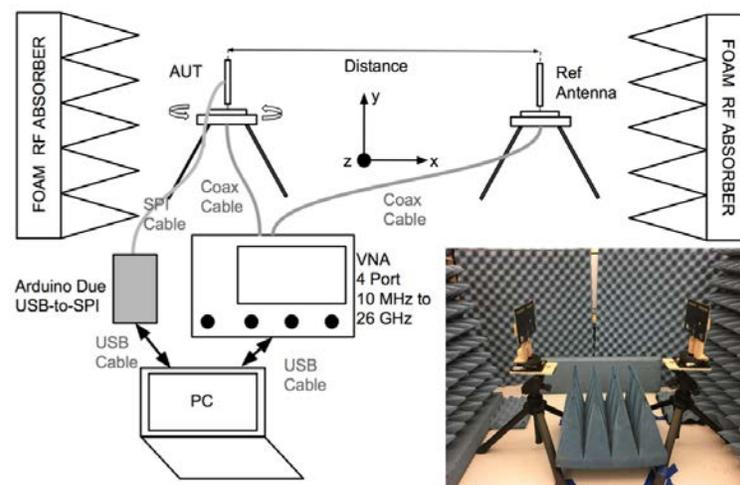 FOAM RF ABSORBER
AUT
Distance
Ref
Antenna
FOAM RF ABSORBER
y
z
x
SPI
Cable
Coax
Cable
Coax
Cable
Arduino Due
USB-to-SPI
VNA
4 Port
10 MHz to
26 GHz
USB
Cable
USB
Cable
PC